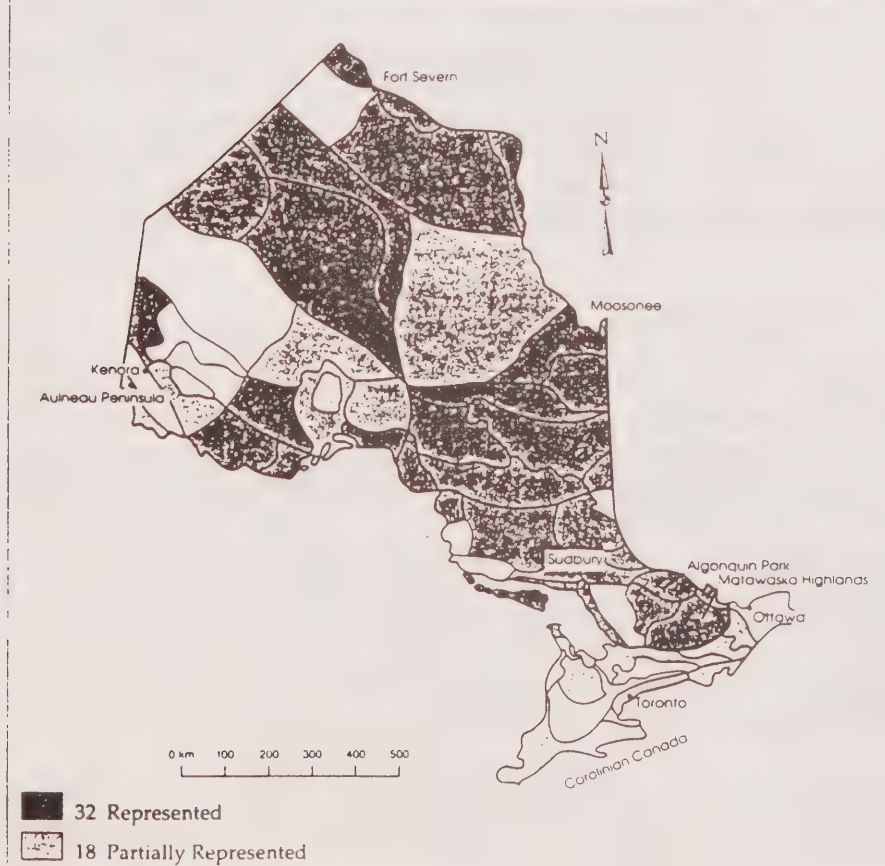 Fort Severn
N
Moosonee
Kenora
Aulneau Peninsula
Sudbury
Algonquin Park
Matawaska Highlands
Ottawa
Toronto
Carolinian Canada
0 km 100 200 300 400 500
32 Represented
18 Partially Represented